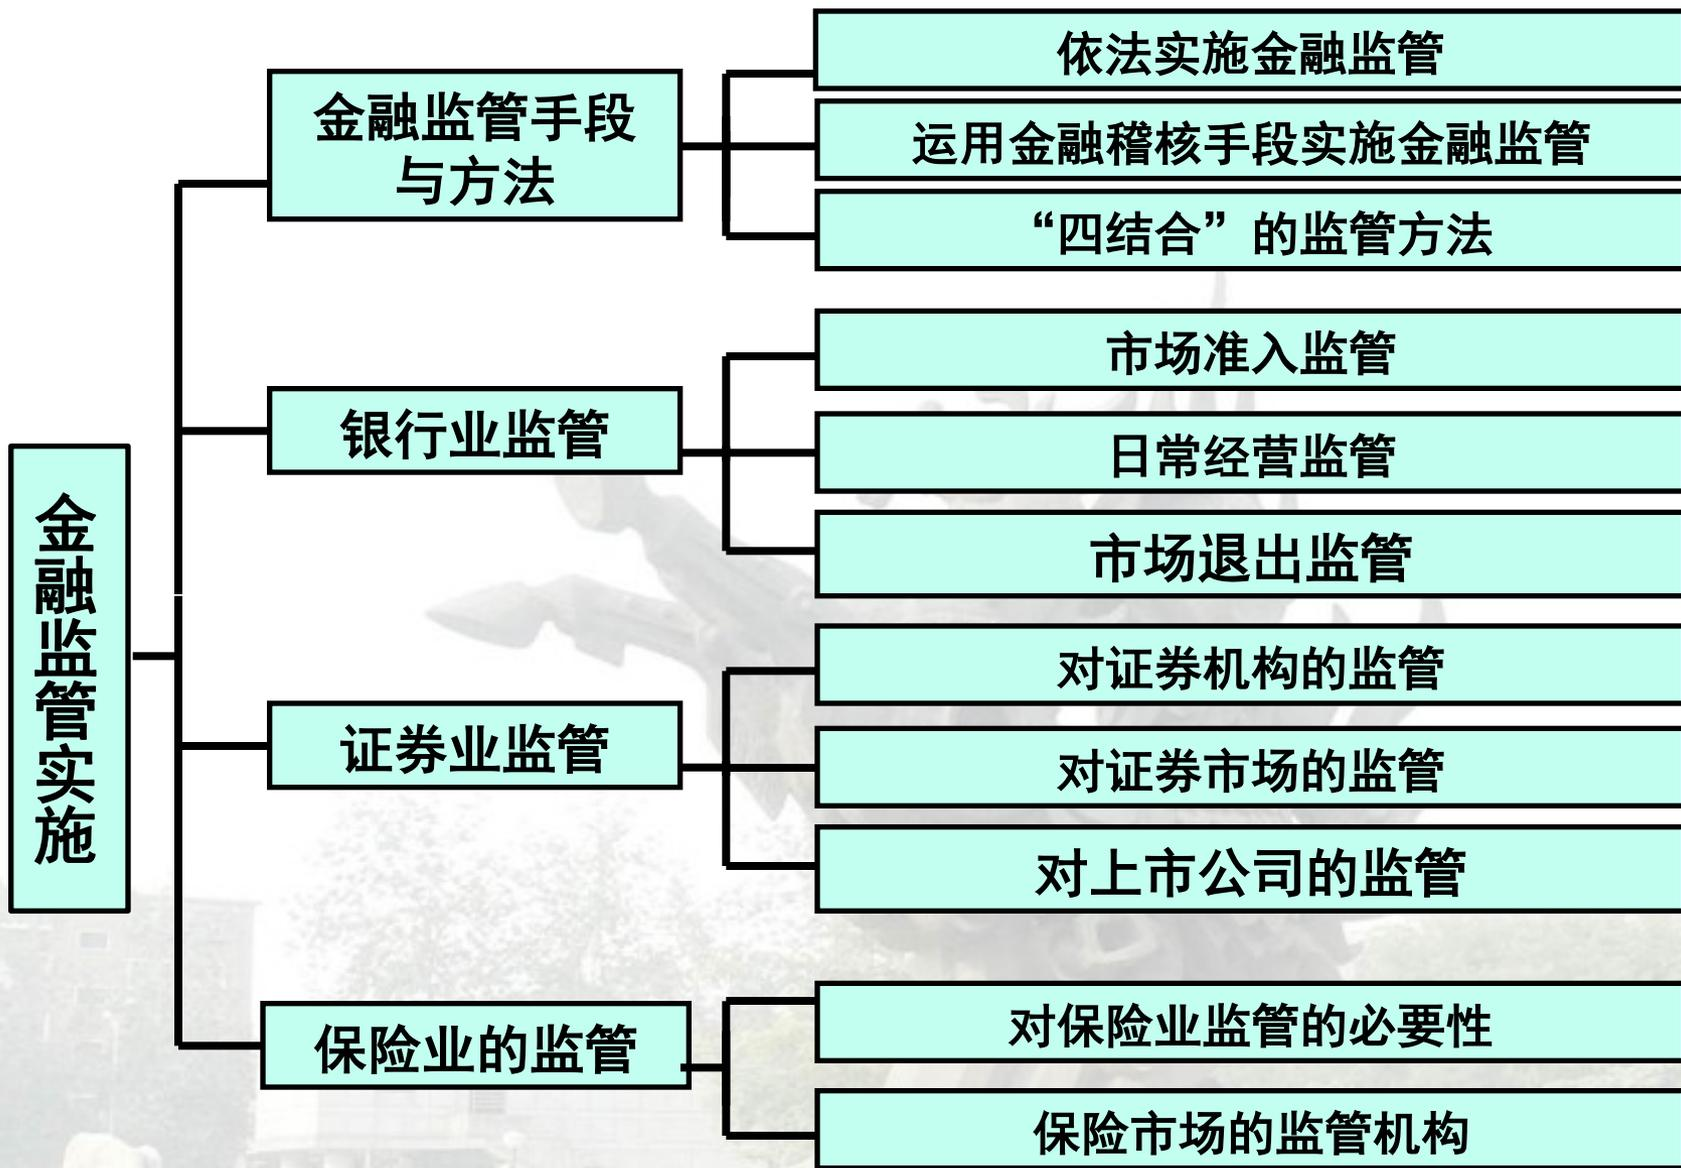 金融监管实施
金融监管手段
与方法
依法实施金融监管
运用金融稽核手段实施金融监管
“四结合”的监管方法
银行业监管
市场准入监管
日常经营监管
市场退出监管
证券业监管
对证券机构的监管
对证券市场的监管
对上市公司的监管
保险业的监管
对保险业监管的必要性
保险市场的监管机构